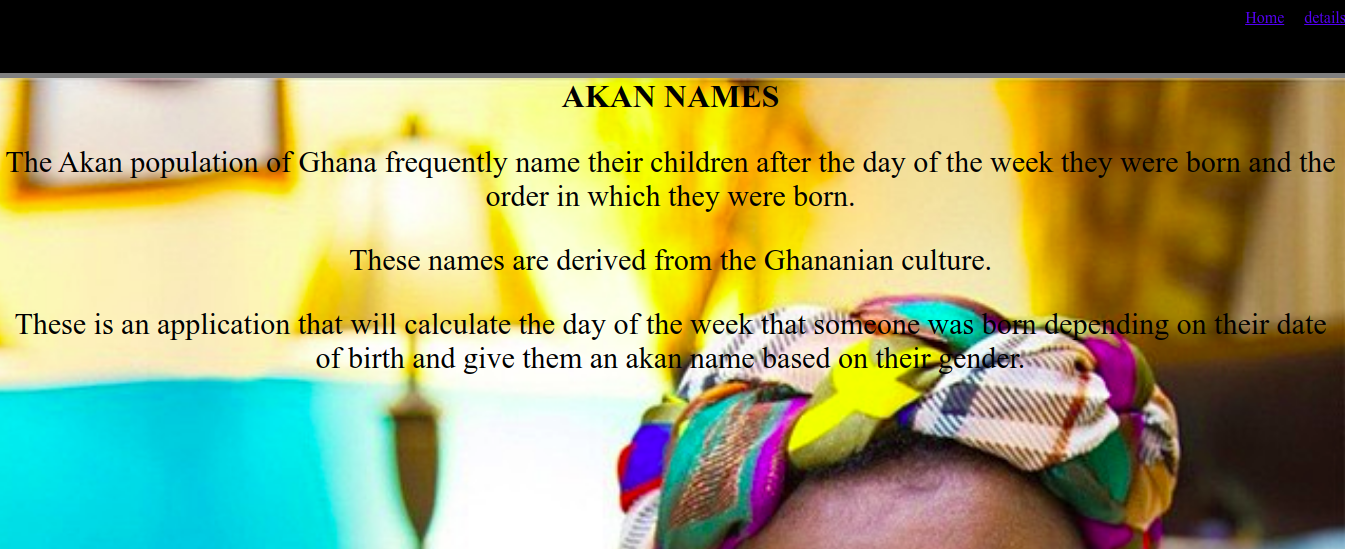 Home details
AKAN NAMES
The Akan population of Ghana frequently name their children after the day of the week they were born and the
order in which they were born.
These names are derived from the Ghananian culture.
These is an application that will calculate the day of the week that someone was born depending on their date
of birth and give them an akan name based on their gender.